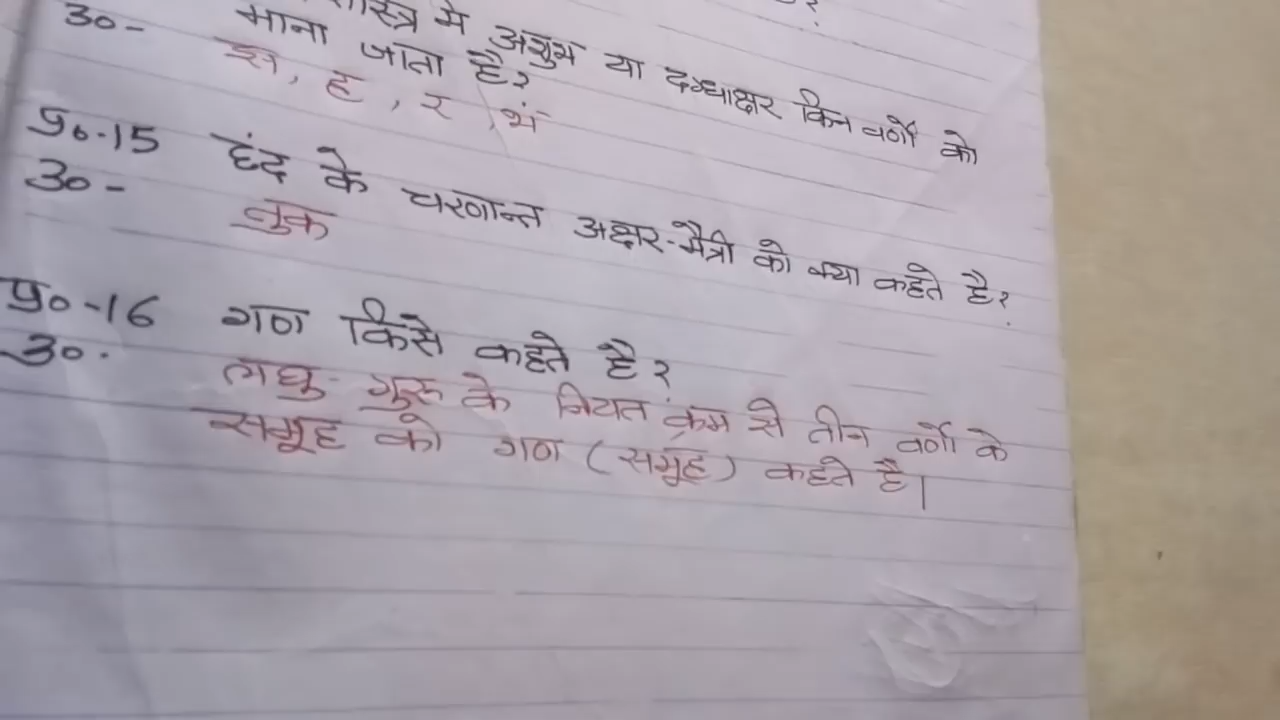 शास्त्र मे अशुभ या दग्धाक्षर किन वर्णो को
उ०- माना जाता है?
स, ह, र, भं
प्र०-15 छंद के चरणान्त अक्षर-मैत्री को क्या कहते है?
उ०- तुक
प्र०-16 गण किसे कहते है?
उ०. लघु-गुरु के नियत क्रम से तीन वर्णो के
समूह को गण (समूह) कहते है।